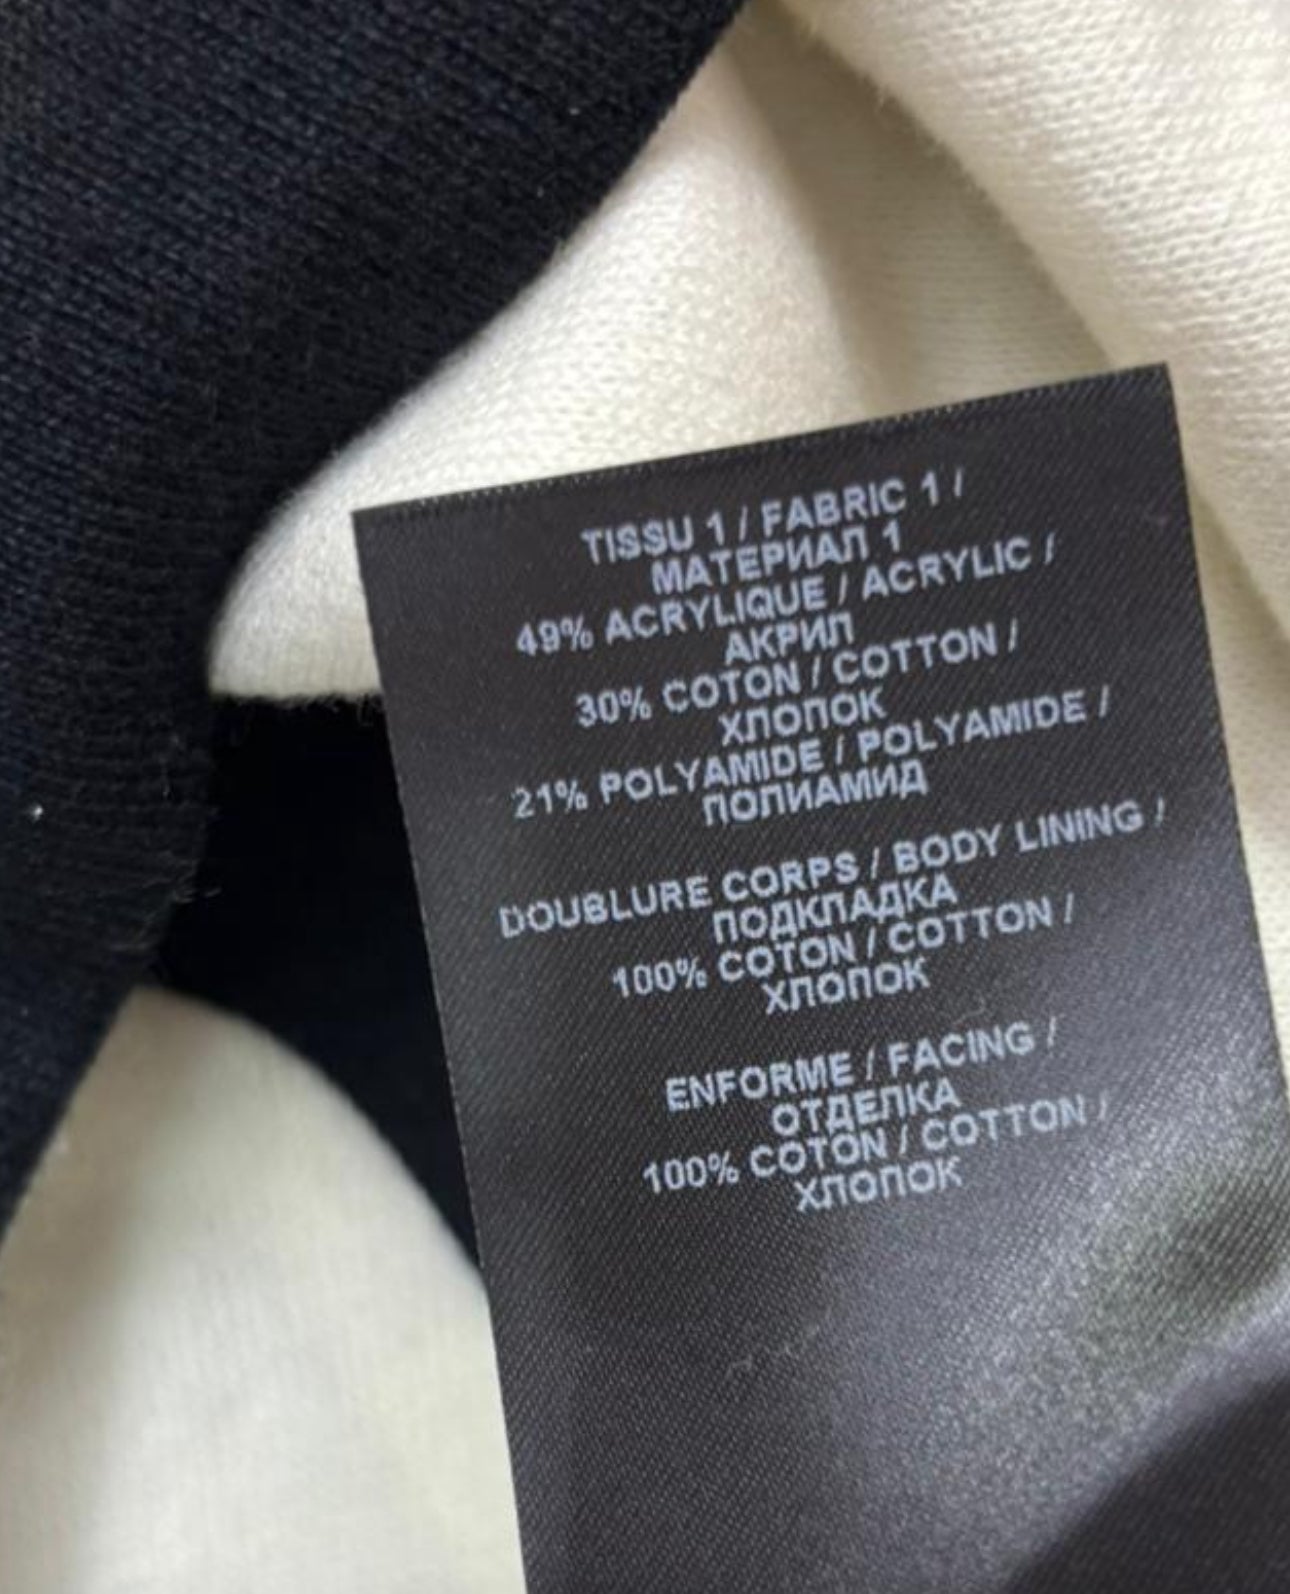 TISSU 1 / FABRIC 1 /
МАТЕРИАЛ 1
49% ACRYLIQUE / ACRYLIC /
АКРИЛ
30% COTON / COTTON /
ХЛОПОК
21% POLYAMIDE / POLYAMIDE /
ПОЛИАМИД
DOUBLURE CORPS / BODY LINING /
ПОДКЛАДКА
100% COTON / COTTON /
ХЛОПОК
ENFORME / FACING /
ОТДЕЛКА
100% COTON / COTTON /
ХЛОПОК